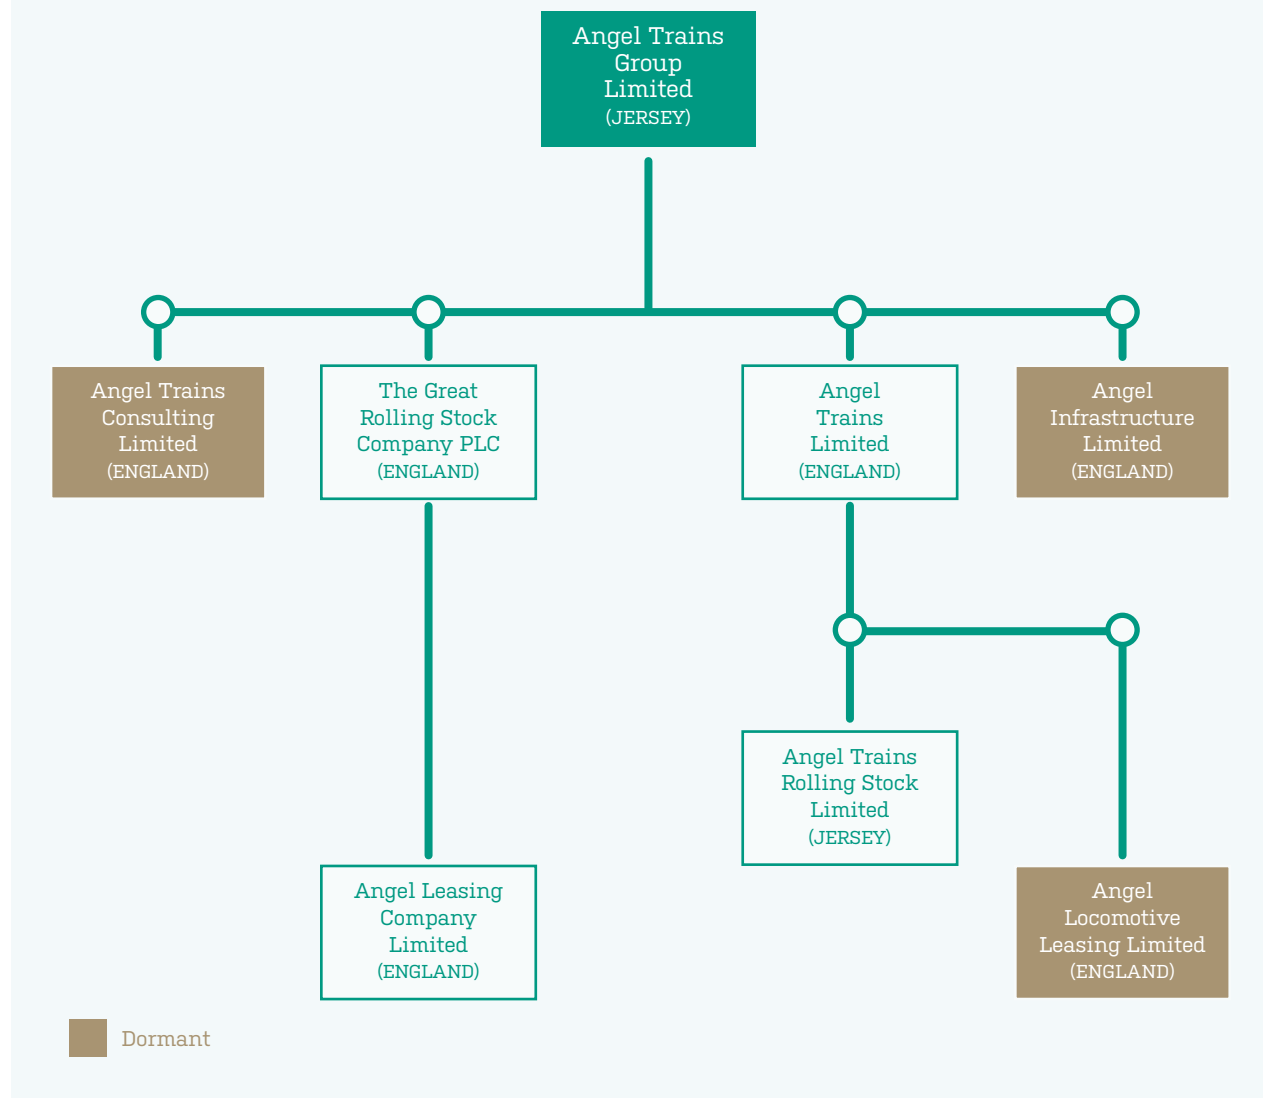 Angel Trains
Group
Limited
(JERSEY)
Angel Trains
Consulting
Limited
(ENGLAND)
The Great
Rolling Stock
Company PLC
(ENGLAND)
Angel
Trains
Limited
(ENGLAND)
Angel
Infrastructure
Limited
(ENGLAND)
Angel Trains
Rolling Stock
Limited
(JERSEY)
Angel Leasing
Company
Limited
(ENGLAND)
Angel
Locomotive
Leasing Limited
(ENGLAND)
Dormant